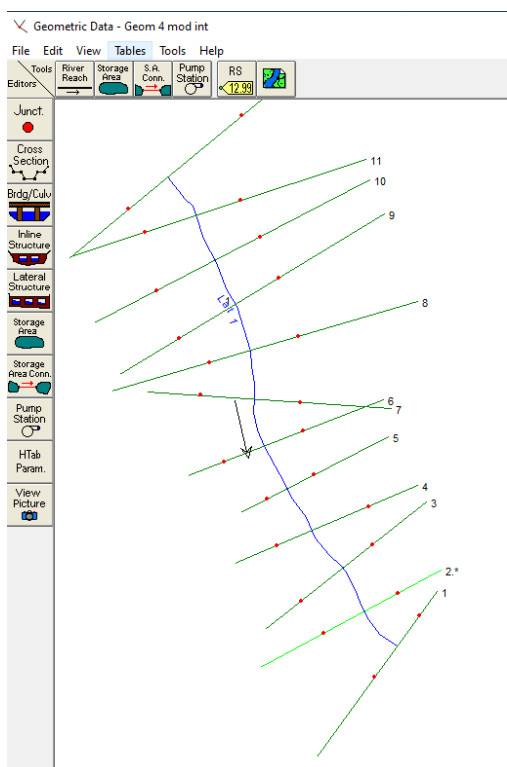 Geometric Data - Geom 4 mod int
File Edit View Tables Tools Help
Tools
Editors
River
Reach
Storage
Area
S.A.
Conn.
Pump
Station
RS
12.99
Junct.
Cross
Section
Brdg/Culv
Inline
Structure
Lateral
Structure
Storage
Area
Storage
Area Conn.
Pump
Station
HTab
Param.
View
Picture
11
10
9
8
6
7
5
4
3
2.*
1